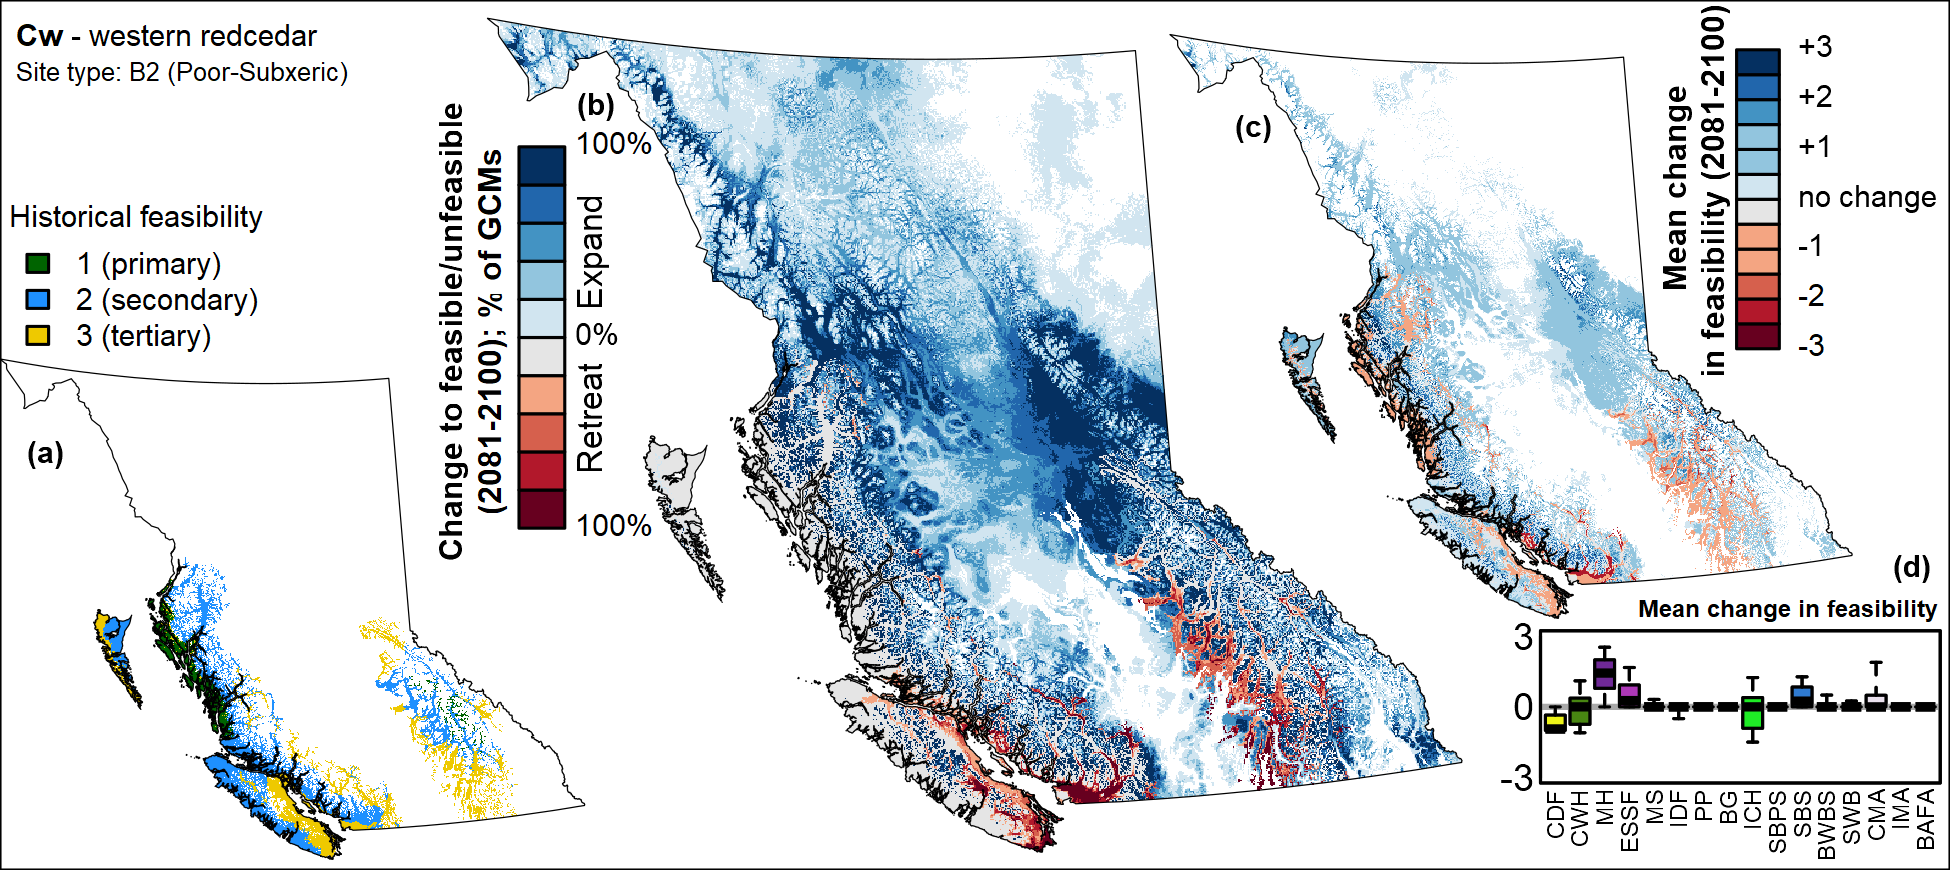 Cw - western redcedar
Site type: B2 (Poor-Subxeric)
Historical feasibility
1 (primary)
2 (secondary)
3 (tertiary)
(a)
Change to feasible/unfeasible
(2081-2100); % of GCMs
100%
Expand
0%
Retreat
100%
(b)
(c)
Mean change
in feasibility (2081-2100)
+3
+2
+1
no change
-1
-2
-3
(d)
Mean change in feasibility
3
0
-3
CDF
CWH
MH
ESSF
MS
IDF
PP
BG
ICH
SBPS
SBS
BWBS
SWB
CMA
IMA
BAFA